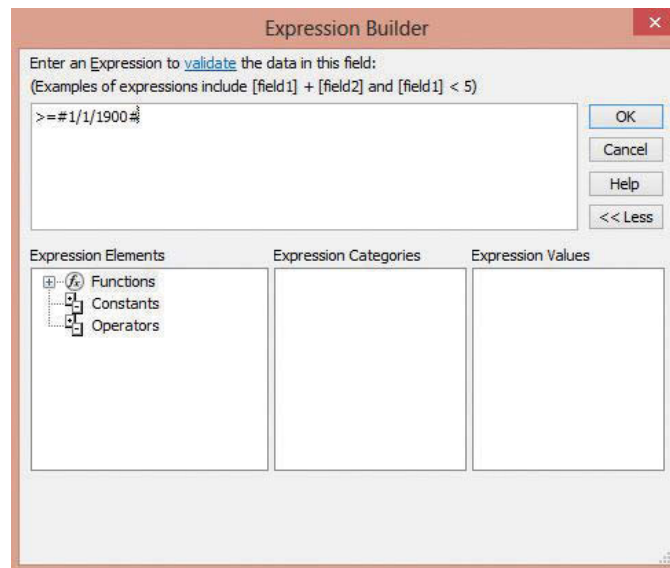 Expression Builder
Enter an Expression to validate the data in this field:
(Examples of expressions include [field1] + [field2] and [field1] < 5)
>=#1/1/1900#
OK
Cancel
Help
<< Less
Expression Elements
Expression Categories
Expression Values
Functions
Constants
Operators